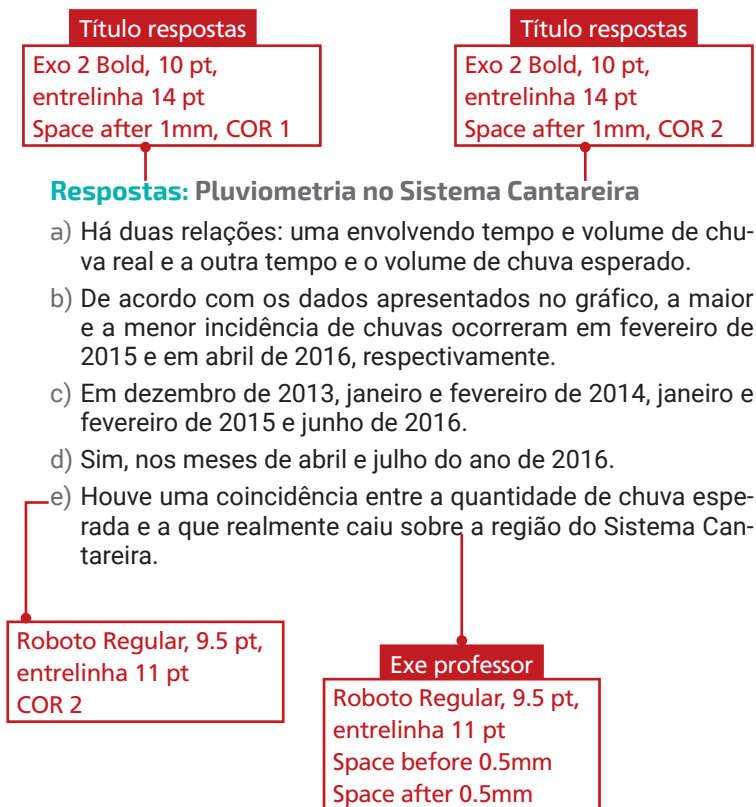 Título respostas
Exo 2 Bold, 10 pt,
entrelinha 14 pt
Space after 1mm, COR 1
Título respostas
Exo 2 Bold, 10 pt,
entrelinha 14 pt
Space after 1mm, COR 2
Respostas: Pluviometria no Sistema Cantareira
a) Há duas relações: uma envolvendo tempo e volume de chu-
va real e a outra tempo e o volume de chuva esperado.
b) De acordo com os dados apresentados no gráfico, a maior
e a menor incidência de chuvas ocorreram em fevereiro de
2015 e em abril de 2016, respectivamente.
c) Em dezembro de 2013, janeiro e fevereiro de 2014, janeiro e
fevereiro de 2015 e junho de 2016.
d) Sim, nos meses de abril e julho do ano de 2016.
e) Houve uma coincidência entre a quantidade de chuva espe-
rada e a que realmente caiu sobre a região do Sistema Can-
tareira.
Roboto Regular, 9.5 pt,
entrelinha 11 pt
COR 2
Exe professor
Roboto Regular, 9.5 pt,
entrelinha 11 pt
Space before 0.5mm
Space after 0.5mm